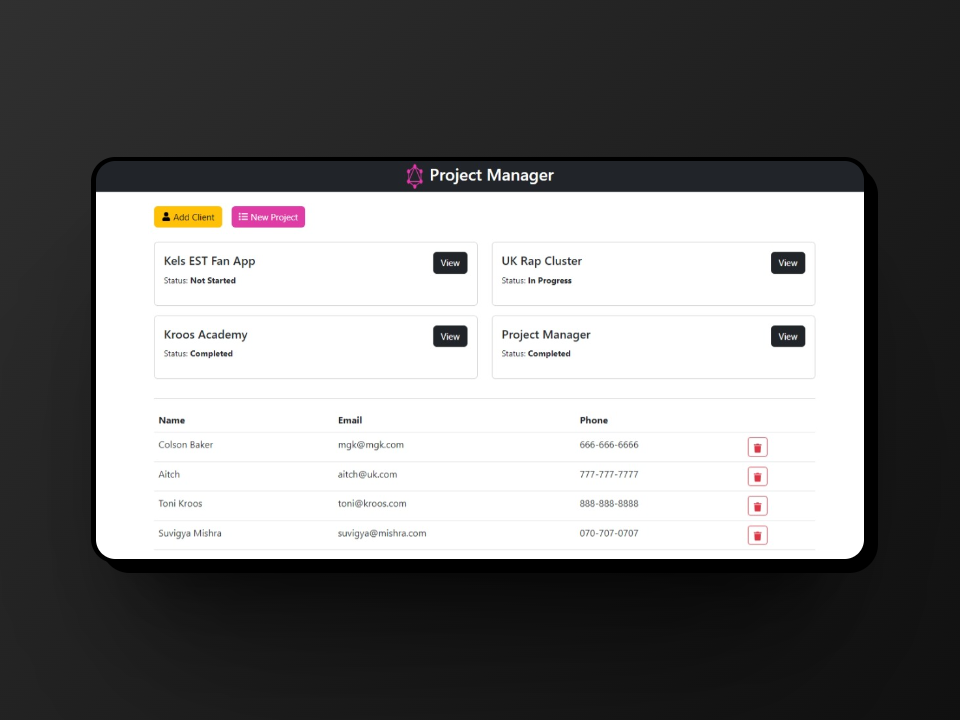 Project Manager
Add Client New Project
Kels EST Fan App View
Status: Not Started
UK Rap Cluster View
Status: In Progress
Kroos Academy View
Status: Completed
Project Manager View
Status: Completed
Name Email Phone
Colson Baker mgk@mgk.com 666-666-6666
Aitch aitch@uk.com 777-777-7777
Toni Kroos toni@kroos.com 888-888-8888
Suvigya Mishra suvigya@mishra.com 070-707-0707